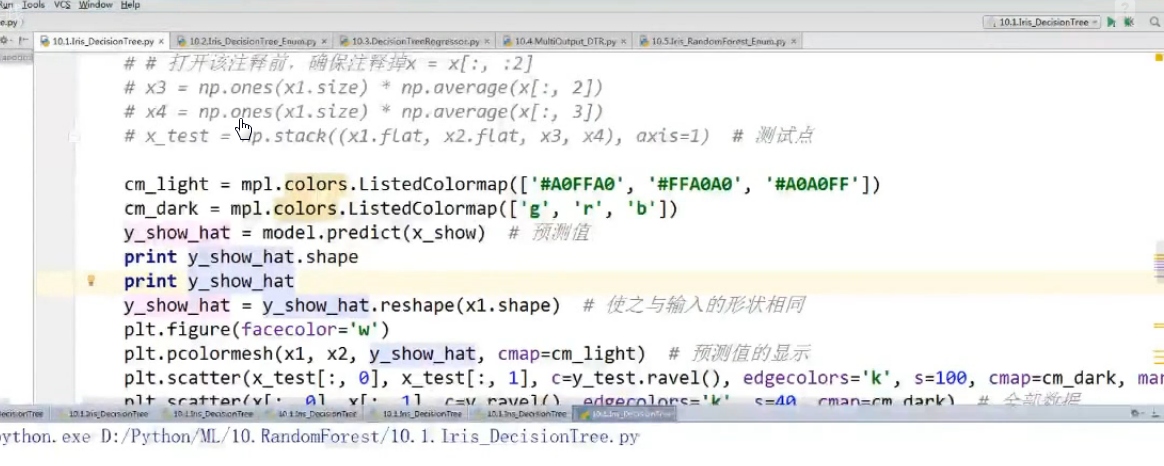 Run Tools VCS Window Help
e.py
10.1.Iris_DecisionTree
10.1.Iris_DecisionTree.py × 10.2.Iris_DecisionTree_Enum.py × 10.3.DecisionTreeRegressor.py × 10.4.MultiOutput_DTR.py × 10.5.Iris_RandomForest_Enum.py ×
# # 打开该注释前，确保注释掉x = x[:, :2]
# x3 = np.ones(x1.size) * np.average(x[:, 2])
# x4 = np.ones(x1.size) * np.average(x[:, 3])
# x_test = np.stack((x1.flat, x2.flat, x3, x4), axis=1)  # 测试点
cm_light = mpl.colors.ListedColormap(['#A0FFA0', '#FFA0A0', '#A0A0FF'])
cm_dark = mpl.colors.ListedColormap(['g', 'r', 'b'])
y_show_hat = model.predict(x_show)  # 预测值
print y_show_hat.shape
print y_show_hat
y_show_hat = y_show_hat.reshape(x1.shape)  # 使之与输入的形状相同
plt.figure(facecolor='w')
plt.pcolormesh(x1, x2, y_show_hat, cmap=cm_light)  # 预测值的显示
plt.scatter(x_test[:, 0], x_test[:, 1], c=y_test.ravel(), edgecolors='k', s=100, cmap=cm_dark, mar
plt.scatter(x[:, 0], x[:, 1], c=y.ravel(), edgecolors='k', s=40, cmap=cm_dark)  # 全部数据
DecisionTree 10.1.Iris_DecisionTree 10.1.Iris_DecisionTree 10.1.Iris_DecisionTree 10.1.Iris_DecisionTree 10.1.Iris_DecisionTree 10.1.Iris_DecisionTree
python.exe D:/Python/ML/10.RandomForest/10.1.Iris_DecisionTree.py